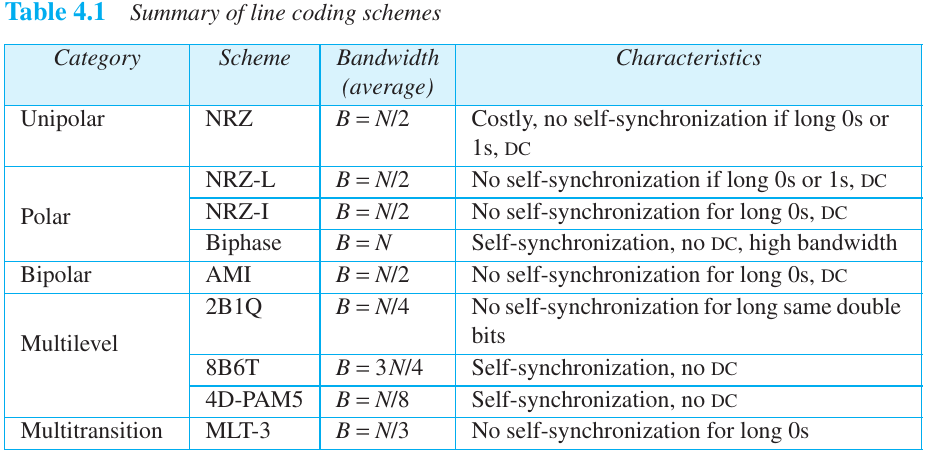 Table 4.1 Summary of line coding schemes
Category Scheme Bandwidth (average) Characteristics
Unipolar NRZ B = N/2 Costly, no self-synchronization if long 0s or
1s, DC
Polar
NRZ-L B = N/2 No self-synchronization if long 0s or 1s, DC
NRZ-I B = N/2 No self-synchronization for long 0s, DC
Biphase B = N Self-synchronization, no DC, high bandwidth
Bipolar AMI B = N/2 No self-synchronization for long 0s, DC
Multilevel
2B1Q B = N/4 No self-synchronization for long same double
bits
8B6T B = 3N/4 Self-synchronization, no DC
4D-PAM5 B = N/8 Self-synchronization, no DC
Multitransition MLT-3 B = N/3 No self-synchronization for long 0s